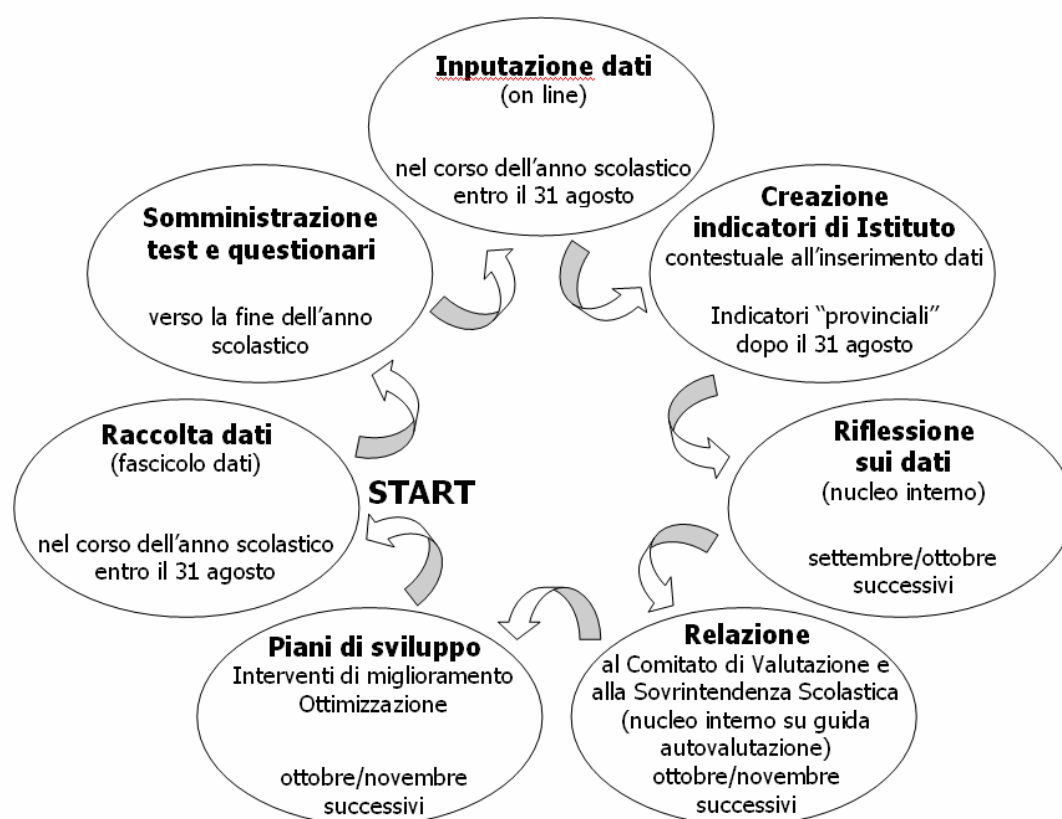 Inputazione dati
(on line)
nel corso dell'anno scolastico
entro il 31 agosto
Creazione
indicatori di Istituto
contestuale all'inserimento dati
Indicatori "provinciali"
dopo il 31 agosto
Riflessione
sui dati
(nucleo interno)
settembre/ottobre
successivi
Relazione
al Comitato di Valutazione e
alla Sovrintendenza Scolastica
(nucleo interno su guida
autovalutazione)
ottobre/novembre
successivi
Piani di sviluppo
Interventi di miglioramento
Ottimizzazione
ottobre/novembre
successivi
START
Raccolta dati
(fascicolo dati)
nel corso dell'anno scolastico
entro il 31 agosto
Somministrazione
test e questionari
verso la fine dell'anno
scolastico